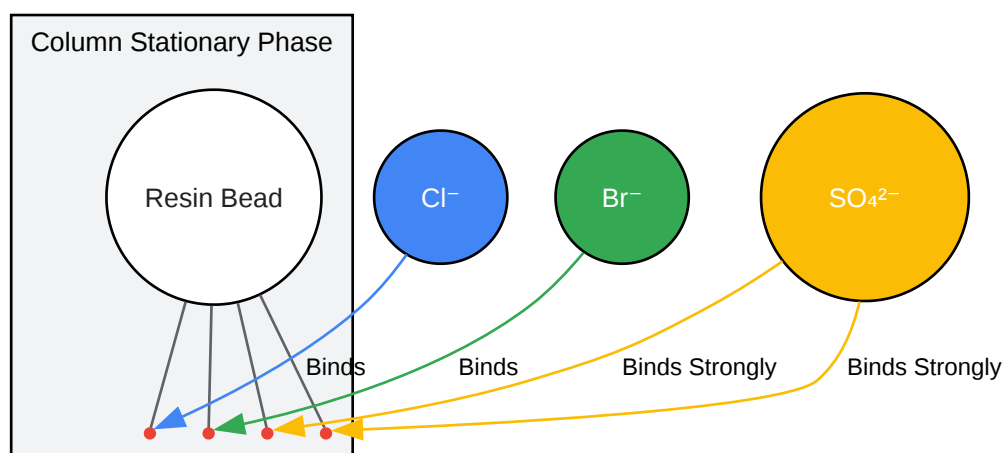 Column Stationary Phase
Resin Bead
Cl⁻
Br⁻
SO₄²⁻
Binds
Binds
Binds Strongly
Binds Strongly